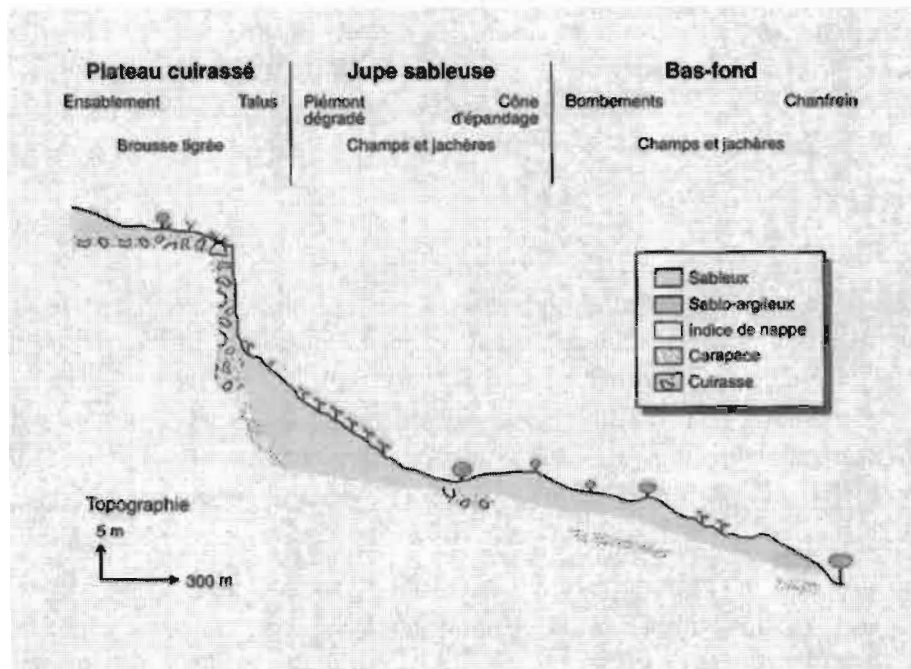 Plateau cuirassé
Jupe sableuse
Bas-fond
Ensablement
Talus
Piémont
dégradé
Cône
d'épandage
Bombements
Chanfrein
Brousse tigrée
Champs et jachères
Champs et jachères
Sableux
Sablo-argileux
Indice de nappe
Carapace
Cuirasse
Topographie
5 m
300 m